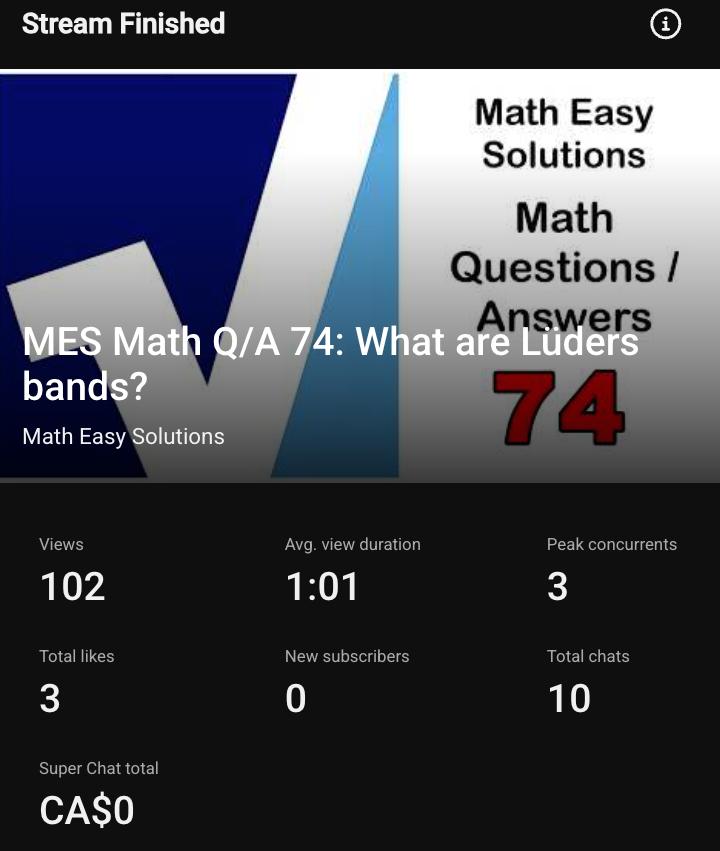 Stream Finished
Math Easy
Solutions
Math
Questions /
Answers
74
MES Math Q/A 74: What are Lüders
bands?
Math Easy Solutions
Views
Avg. view duration
Peak concurrents
102
1:01
3
Total likes
New subscribers
Total chats
3
0
10
Super Chat total
CA$0